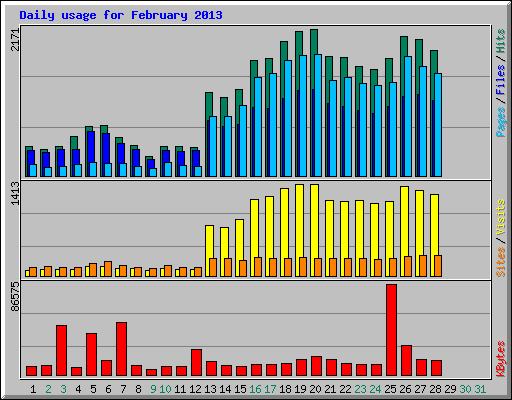 Daily usage for February 2013
2171
Pages / Files / Hits
1413
Sites / Visits
86575
KBytes
1 2 3 4 5 6 7 8 9 10 11 12 13 14 15 16 17 18 19 20 21 22 23 24 25 26 27 28 29 30 31